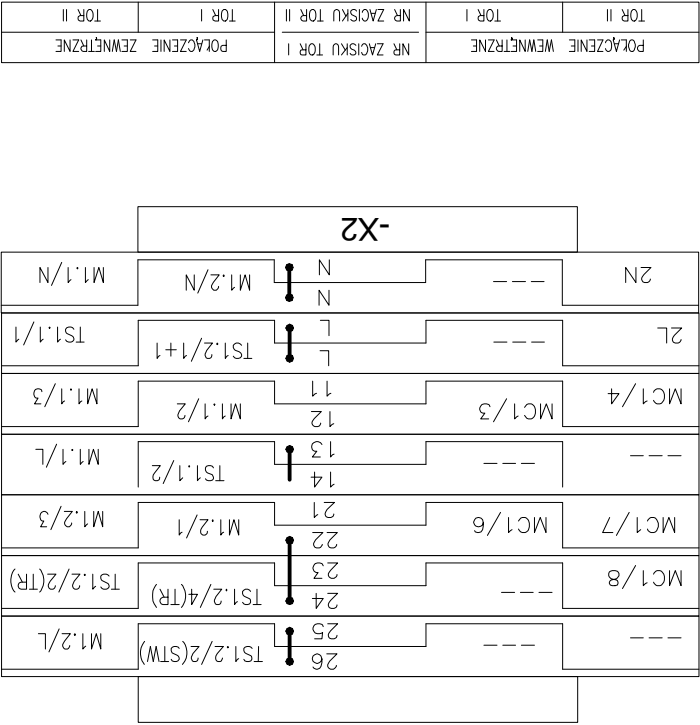 --- 26 TS1.2/2(STW)
--- 25 M1.2/L
--- 24 TS1.2/4(TR)
MC1/8 23 TS1.2/2(TR)
MC1/6 22 M1.2/1
MC1/7 21 M1.2/3
--- 14 TS1.1/2
--- 13 M1.1/L
MC1/3 12 M1.1/2
MC1/4 11 M1.1/3
--- L TS1.2/1+1
2L L TS1.1/1
--- N M1.2/N
2N N M1.1/N
-X2
POŁĄCZENIE WEWNĘTRZNE NR ZACISKU TOR I POŁĄCZENIE ZEWNĘTRZNE
TOR II TOR I NR ZACISKU TOR II TOR I TOR II